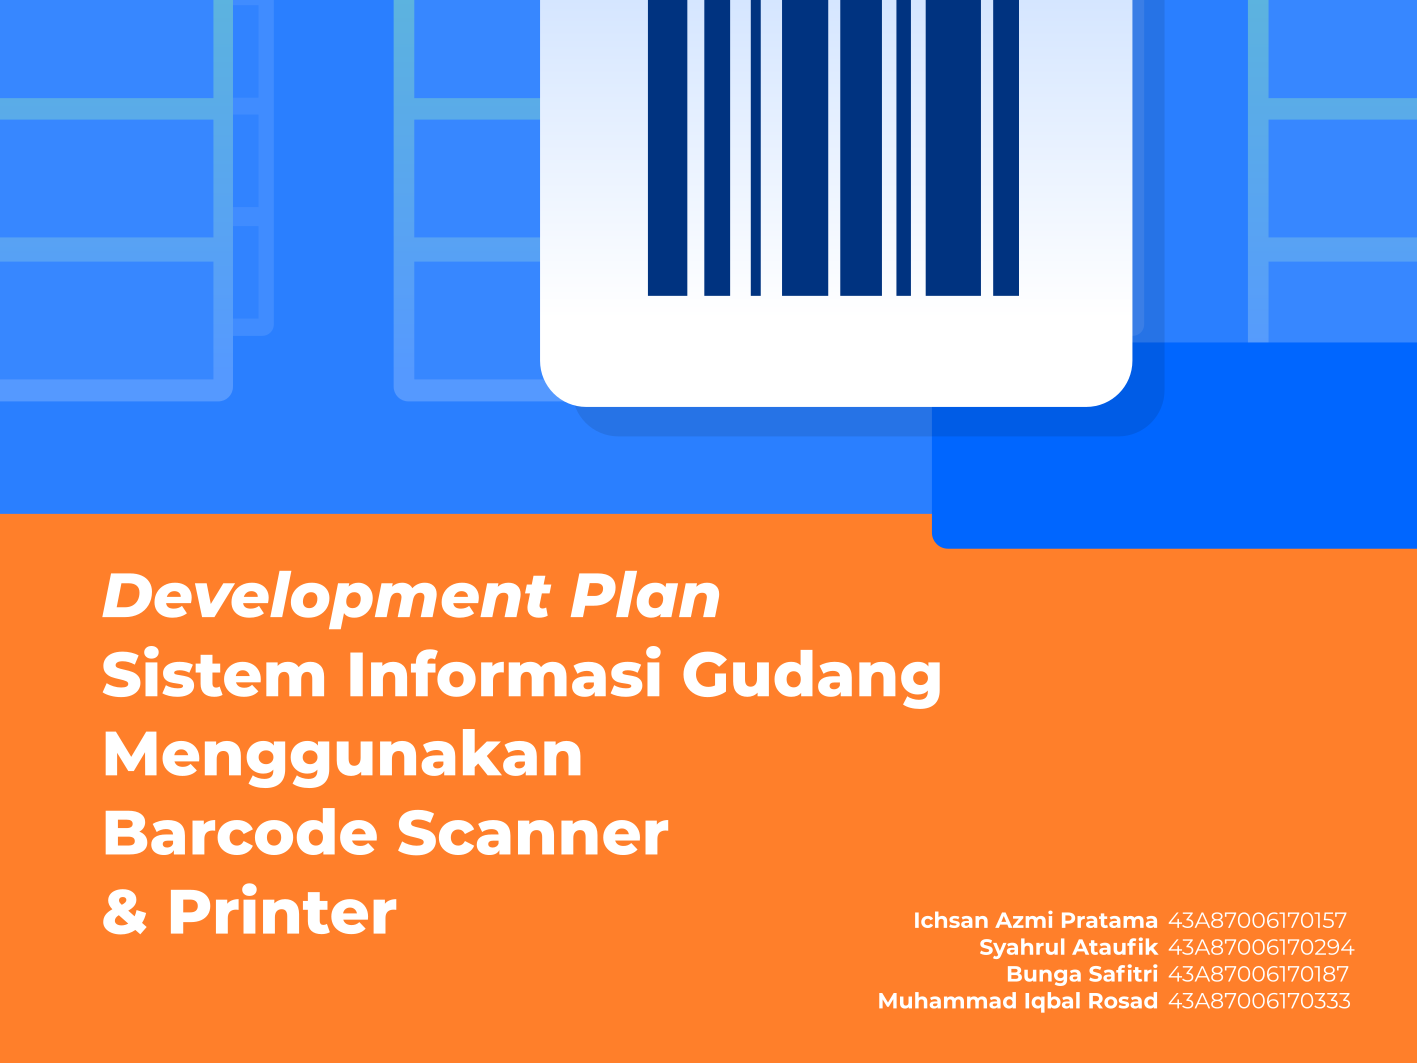 Development Plan
Sistem Informasi Gudang
Menggunakan
Barcode Scanner
& Printer
Ichsan Azmi Pratama 43A87006170157
Syahrul Ataufik 43A87006170294
Bunga Safitri 43A87006170187
Muhammad Iqbal Rosad 43A87006170333